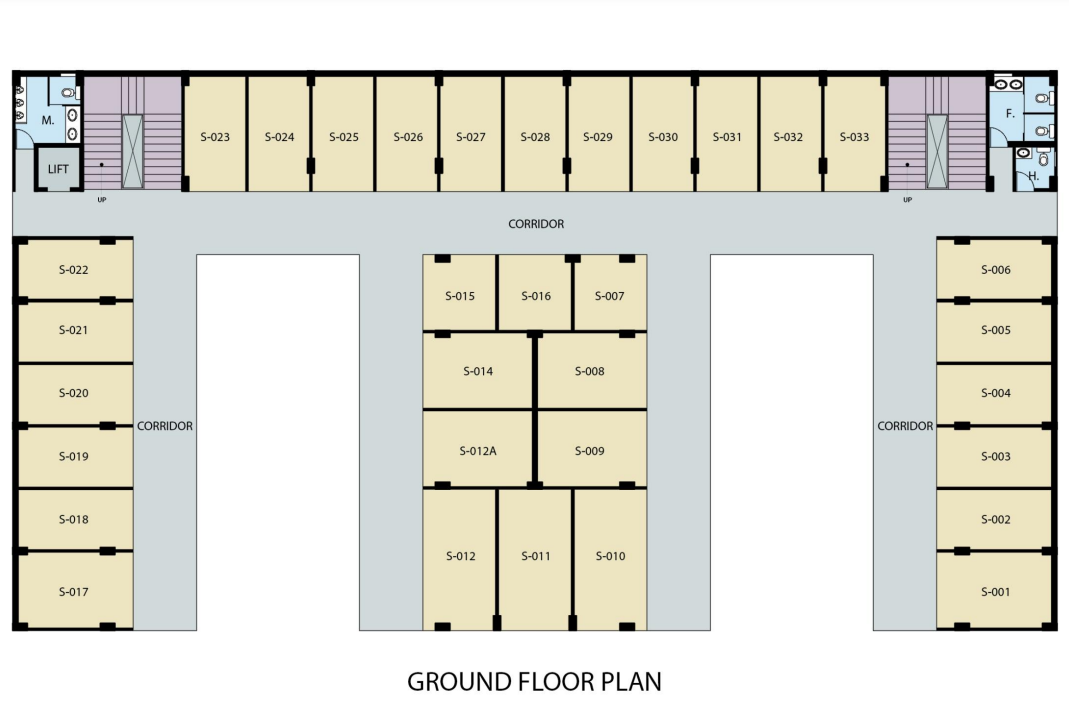 M.
LIFT
UP
S-023
S-024
S-025
S-026
S-027
S-028
S-029
S-030
S-031
S-032
S-033
UP
F.
H.
CORRIDOR
S-022
S-021
S-020
S-019
S-018
S-017
CORRIDOR
S-015
S-016
S-007
S-014
S-008
S-012A
S-009
S-012
S-011
S-010
CORRIDOR
S-006
S-005
S-004
S-003
S-002
S-001
GROUND FLOOR PLAN